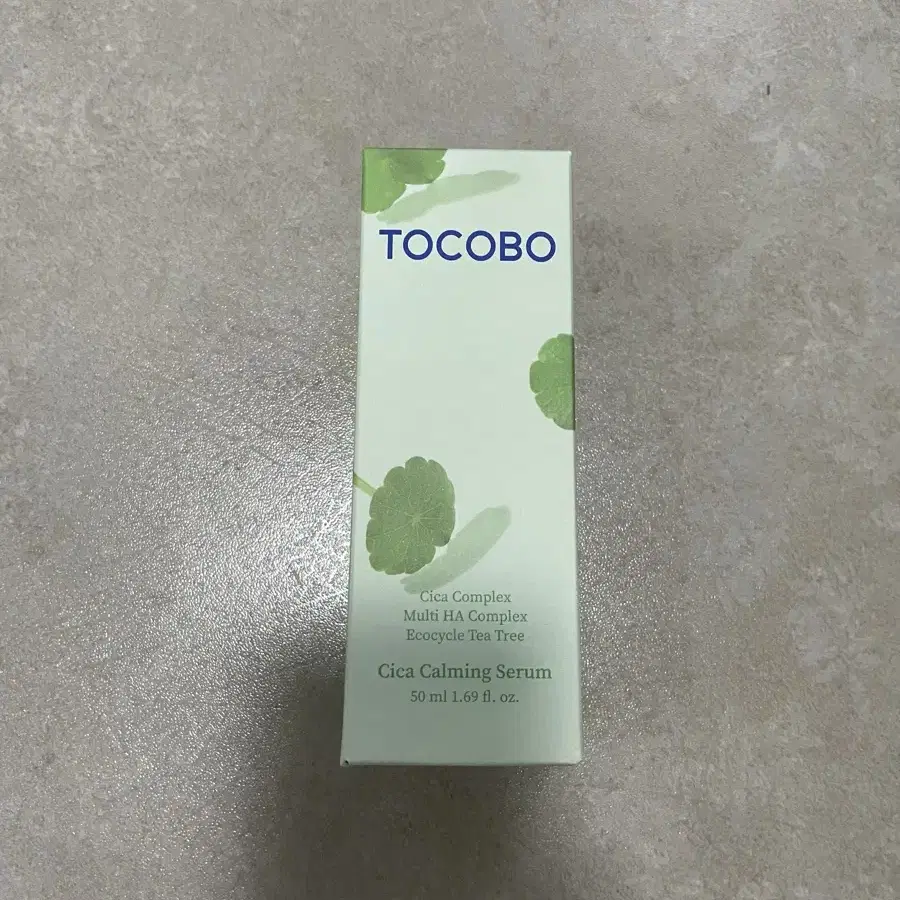 TOCOBO
Cica Complex
Multi HA Complex
Ecocycle Tea Tree
Cica Calming Serum
50 ml 1.69 fl. oz.